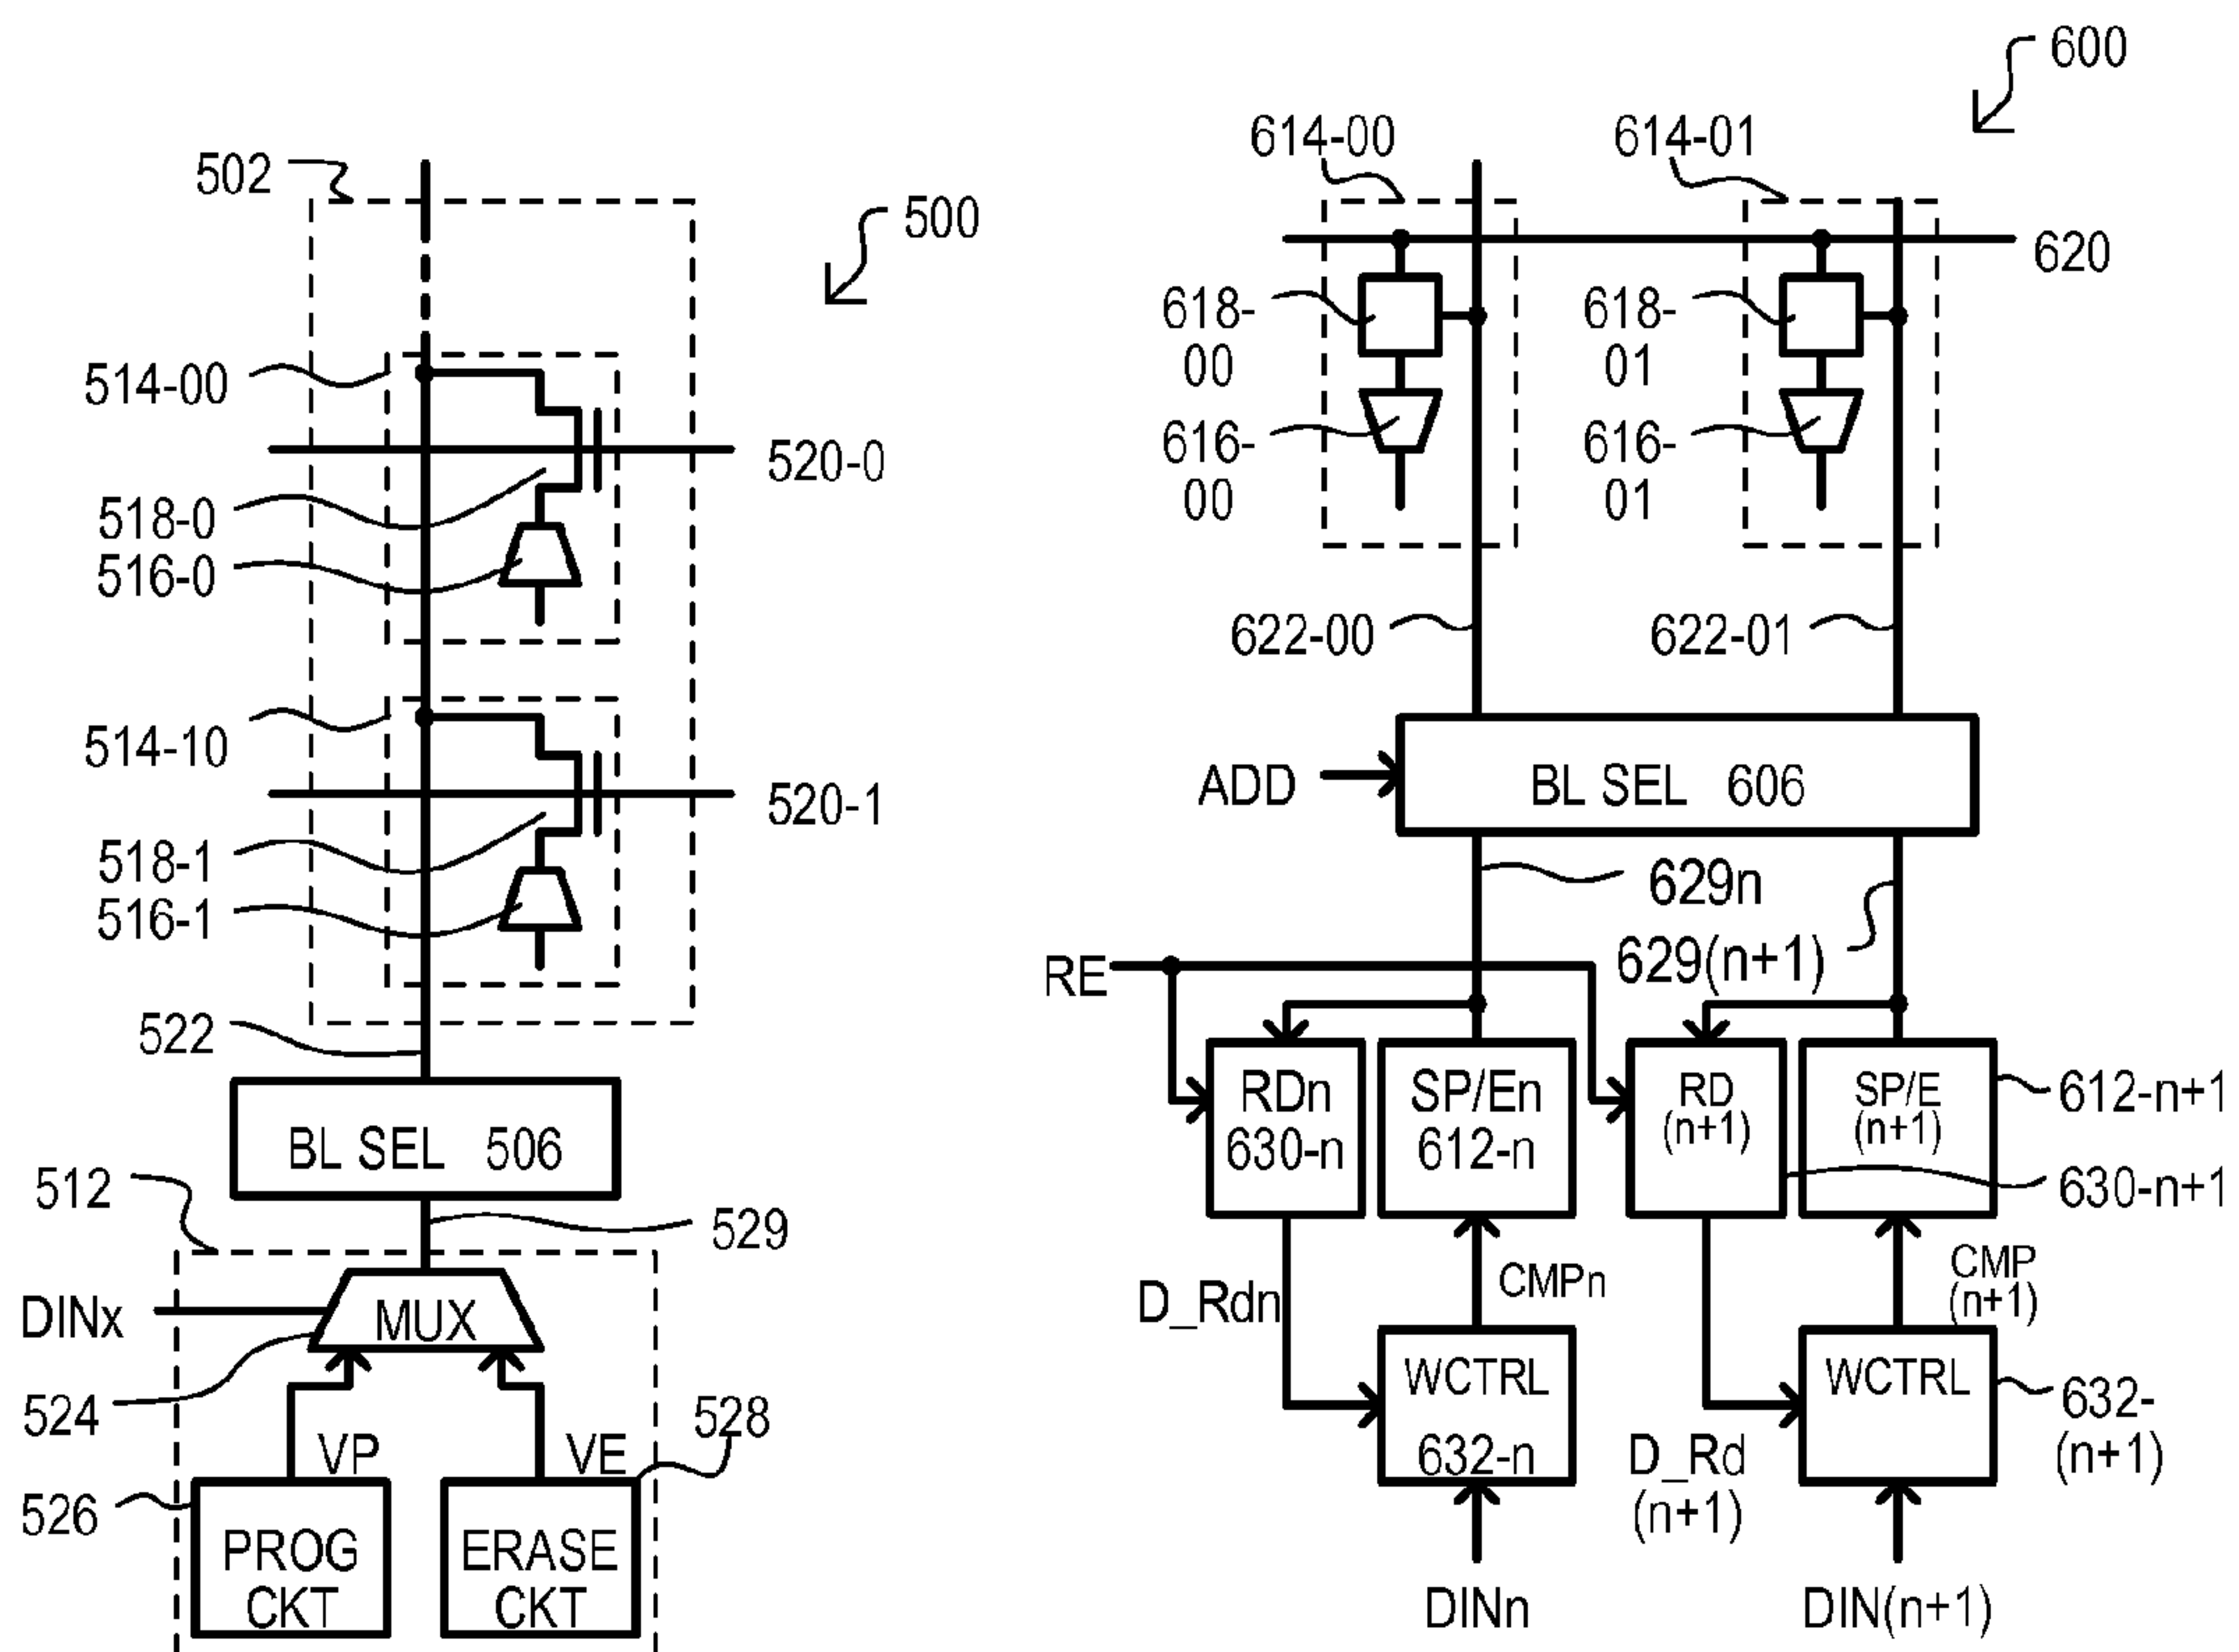 502
500
514-00
520-0
518-0
516-0
514-10
520-1
518-1
516-1
522
BL SEL 506
512
529
DINx
MUX
524
VP
VE
528
526
PROG
CKT
ERASE
CKT
600
614-00
614-01
620
618-
00
618-
01
616-
00
616-
01
622-00
622-01
ADD
BL SEL 606
629n
629(n+1)
RE
RDn
630-n
SP/En
612-n
RD
(n+1)
SP/E
(n+1)
612-n+1
630-n+1
D_Rdn
CMPn
CMP
(n+1)
WCTRL
632-n
D_Rd
(n+1)
WCTRL
632-
(n+1)
DINn
DIN(n+1)